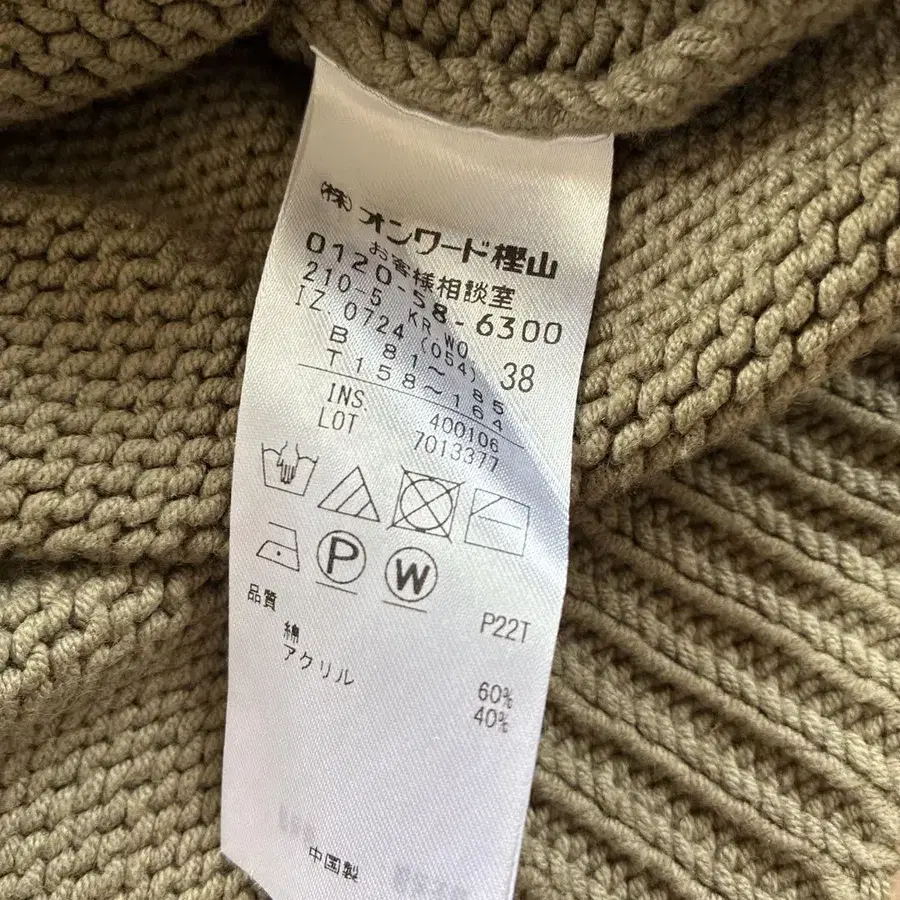 (株)オンワード樫山
お客様相談室
0120-58-6300
210-5 KR.WO
IZ.0724 (054) 38
B 81~ 85
T 158~164
INS. 400106
LOT 7013377
P
W
P22T
品質
綿 60%
アクリル 40%
中国製